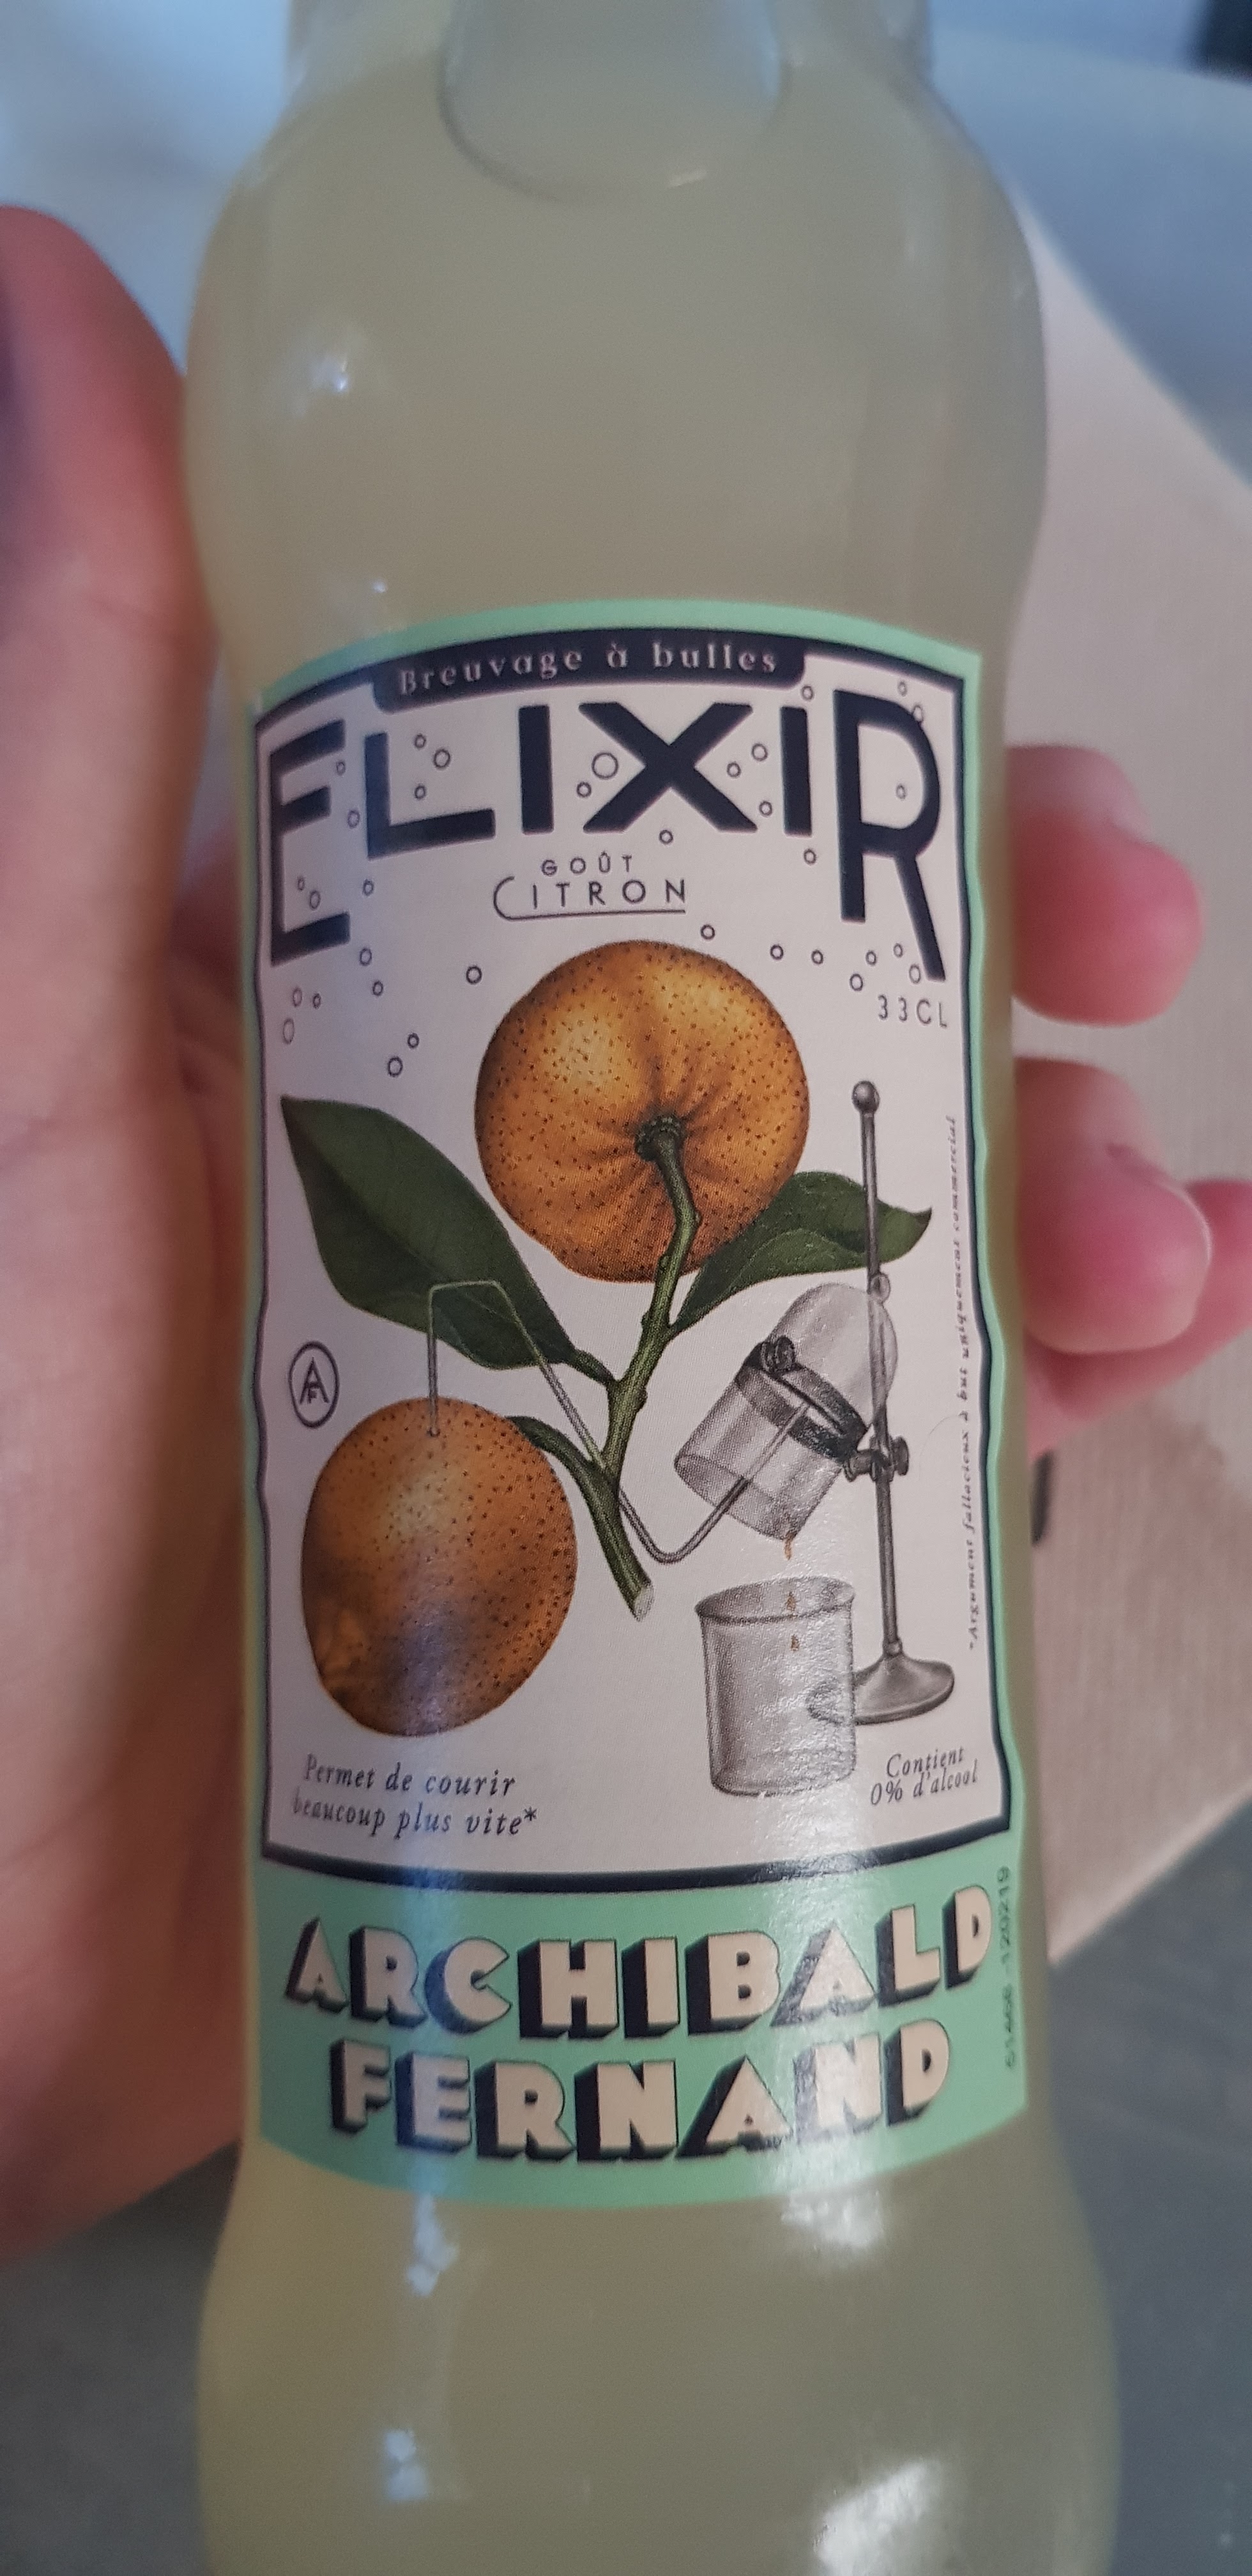 Breuvage à bulles
ELIXIR
GOÛT
CITRON
33CL
*Argument fallacieux à but uniquement commercial
AF
Permet de courir
beaucoup plus vite*
Contient
0% d'alcool
ARCHIBALD
FERNAND